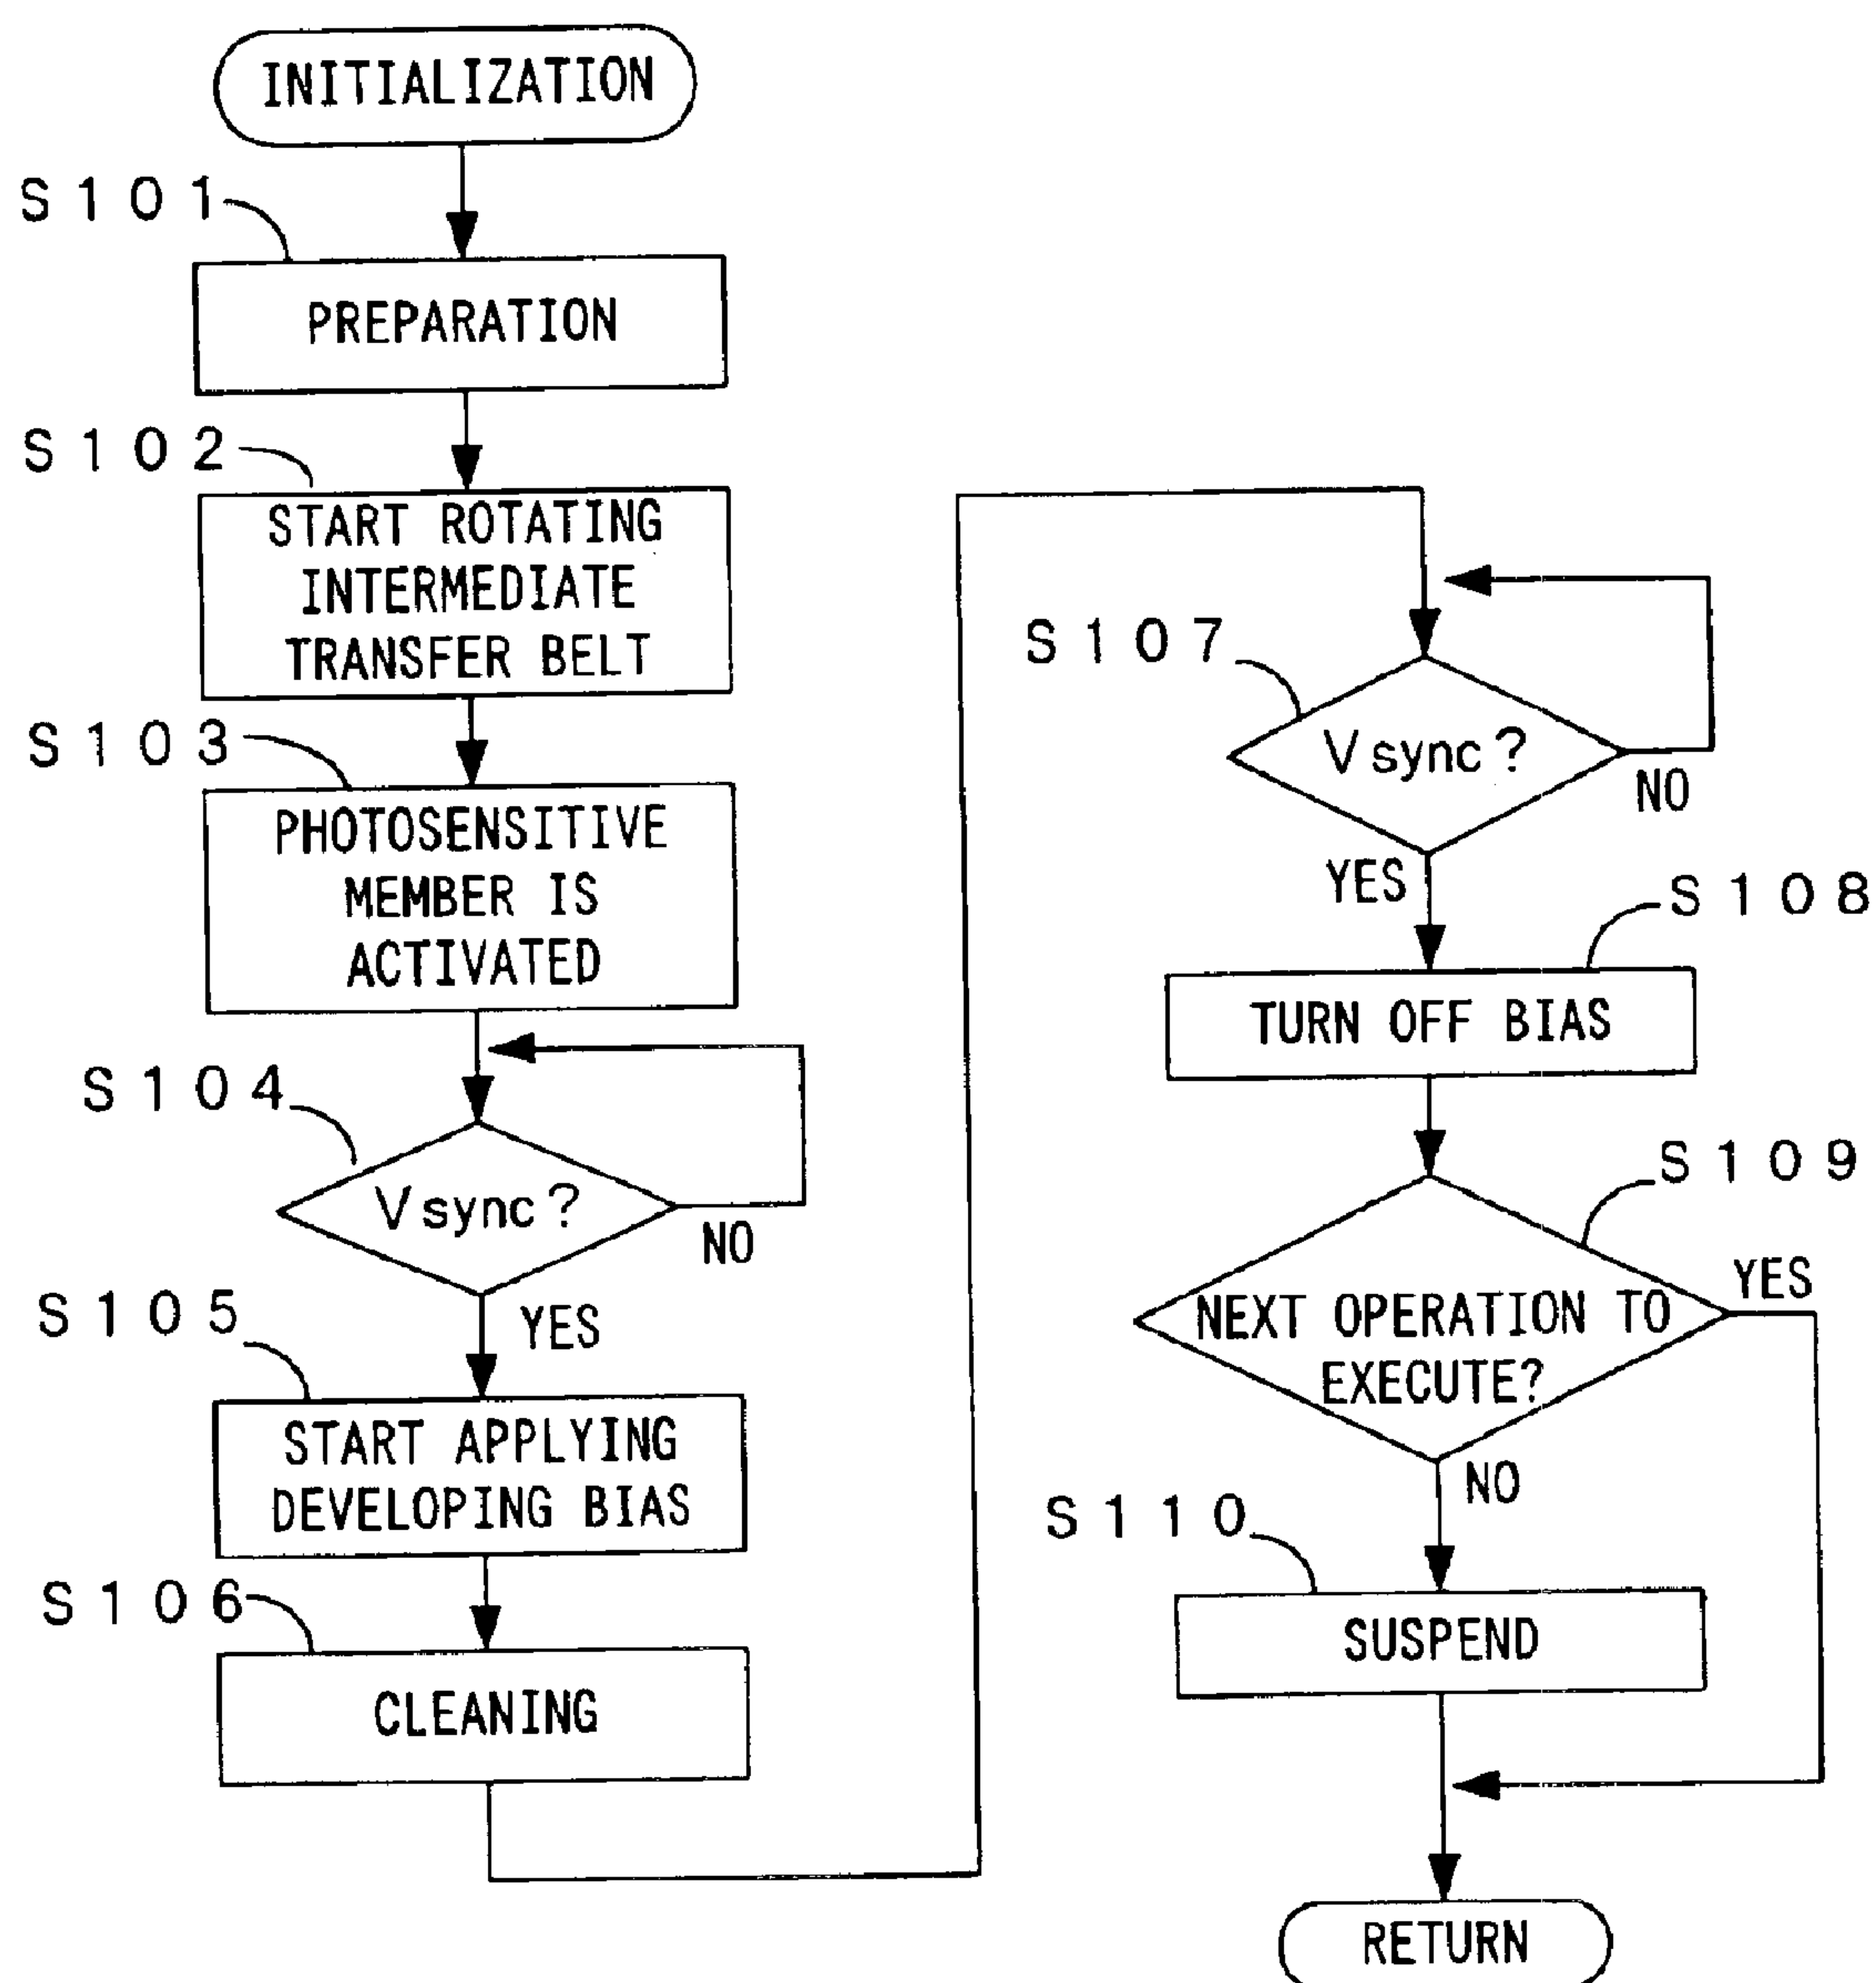 INITIALIZATION
S101
PREPARATION
S102
START ROTATING
INTERMEDIATE
TRANSFER BELT
S103
PHOTOSENSITIVE
MEMBER IS
ACTIVATED
S104
Vsync?
NO
YES
S105
START APPLYING
DEVELOPING BIAS
S106
CLEANING
S107
Vsync?
NO
YES
S108
TURN OFF BIAS
S109
NEXT OPERATION TO
EXECUTE?
YES
NO
S110
SUSPEND
RETURN